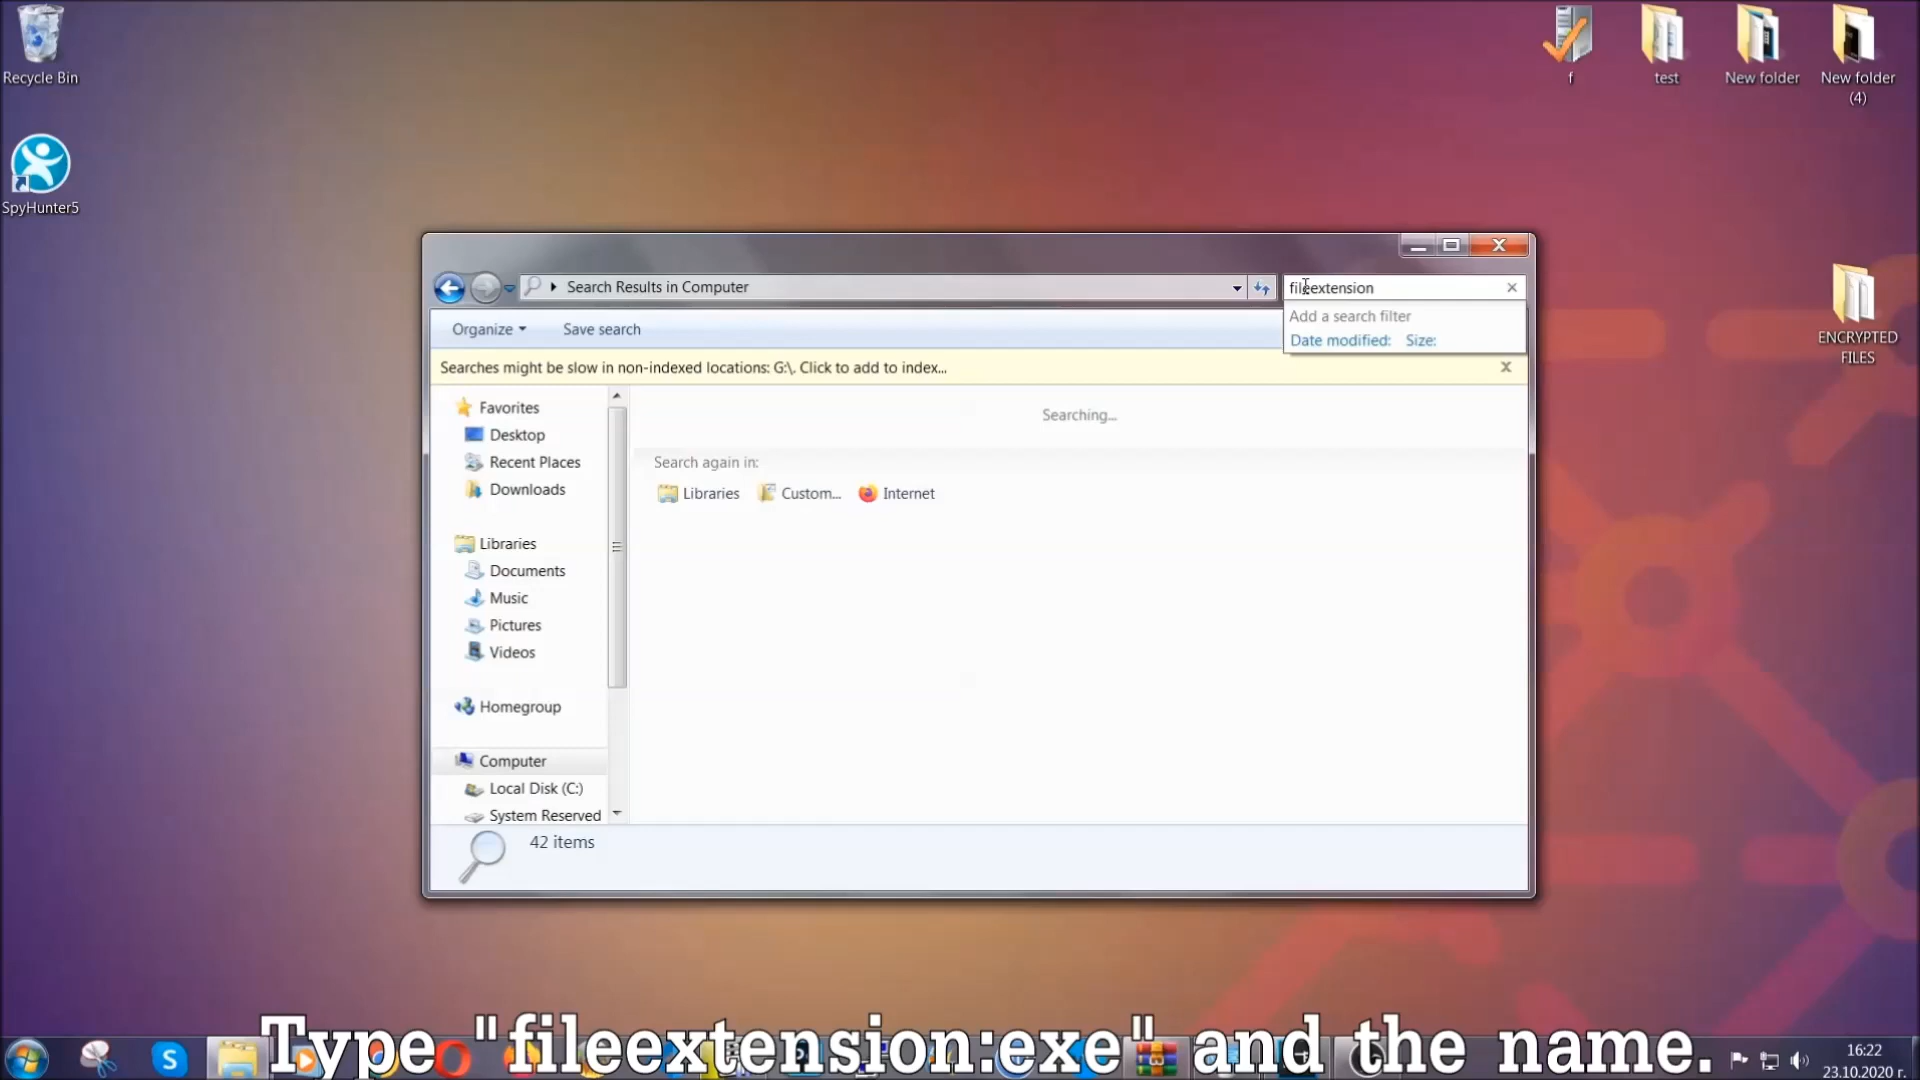 Recycle Bin
SpyHunter5
f
test
New folder
New folder
(4)
ENCRYPTED
FILES
Search Results in Computer
fileextension
Add a search filter
Date modified: Size:
Organize
Save search
Searches might be slow in non-indexed locations: G:\. Click to add to index...
Favorites
Desktop
Recent Places
Downloads
Libraries
Documents
Music
Pictures
Videos
Homegroup
Computer
Local Disk (C:)
System Reserved
Searching...
Search again in:
Libraries
Custom...
Internet
42 items
Type "fileextension:exe" and the name.
16:22
23.10.2020 г.